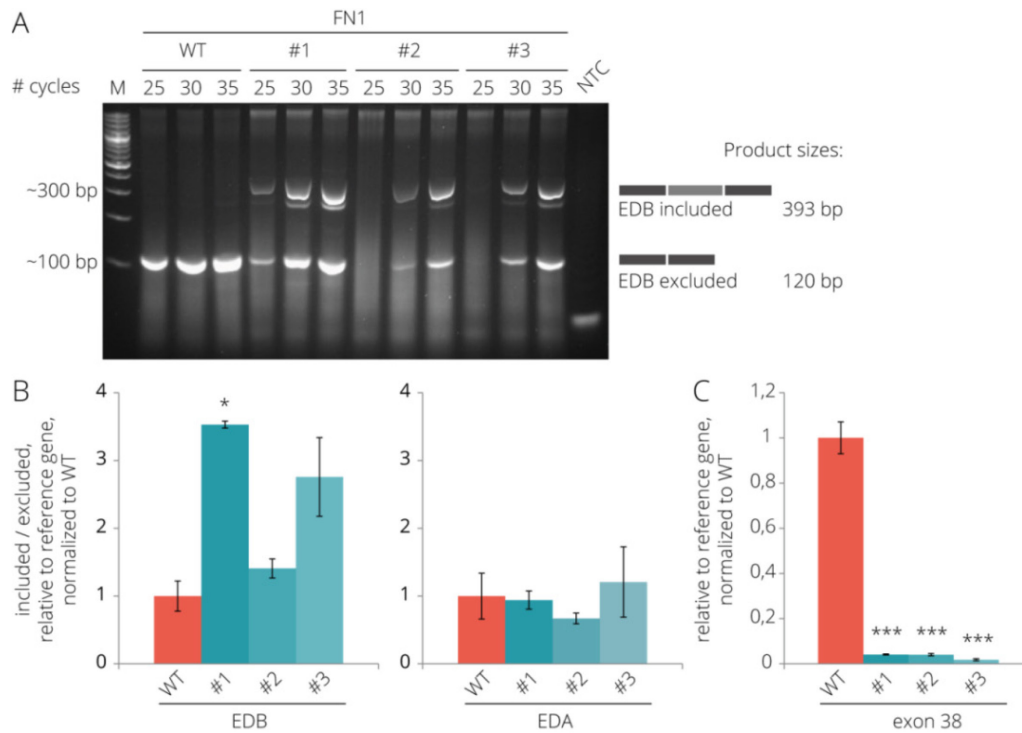 A
FN1
WT #1 #2 #3
# cycles M 25 30 35 25 30 35 25 30 35 25 30 35 NTC
Product sizes:
~300 bp
EDB included 393 bp
~100 bp
EDB excluded 120 bp
B
included / excluded,
relative to reference gene,
normalized to WT
4
3
2
1
0
WT #1 #2 #3
EDB
*
4
3
2
1
0
WT #1 #2 #3
EDA
C
relative to reference gene,
normalized to WT
1,2
1
0,8
0,6
0,4
0,2
0
*** *** ***
WT #1 #2 #3
exon 38